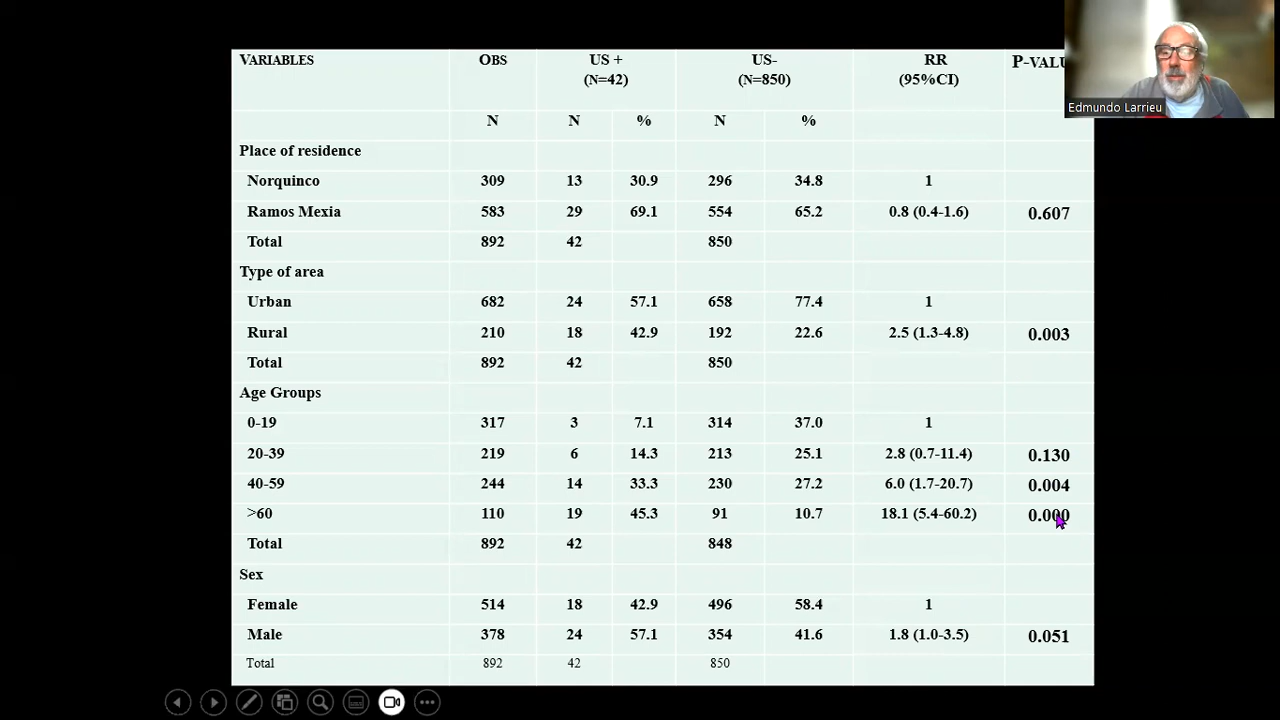 VARIABLES OBS US + (N=42) US- (N=850) RR (95%CI) P-VALU
N N % N %
Place of residence
Norquinco 309 13 30.9 296 34.8 1
Ramos Mexia 583 29 69.1 554 65.2 0.8 (0.4-1.6) 0.607
Total 892 42 850
Type of area
Urban 682 24 57.1 658 77.4 1
Rural 210 18 42.9 192 22.6 2.5 (1.3-4.8) 0.003
Total 892 42 850
Age Groups
0-19 317 3 7.1 314 37.0 1
20-39 219 6 14.3 213 25.1 2.8 (0.7-11.4) 0.130
40-59 244 14 33.3 230 27.2 6.0 (1.7-20.7) 0.004
>60 110 19 45.3 91 10.7 18.1 (5.4-60.2) 0.000
Total 892 42 848
Sex
Female 514 18 42.9 496 58.4 1
Male 378 24 57.1 354 41.6 1.8 (1.0-3.5) 0.051
Total 892 42 850
Edmundo Larrieu